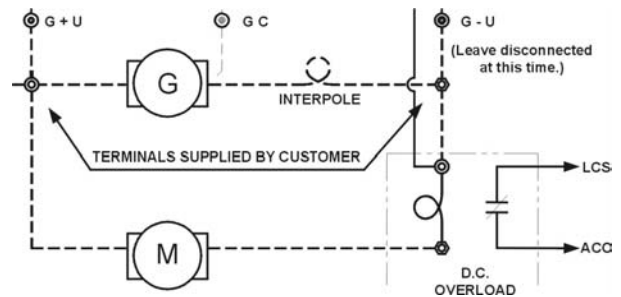 G + U
G C
G - U
(Leave disconnected
at this time.)
G
INTERPOLE
TERMINALS SUPPLIED BY CUSTOMER
LCS
M
ACC
D.C.
OVERLOAD